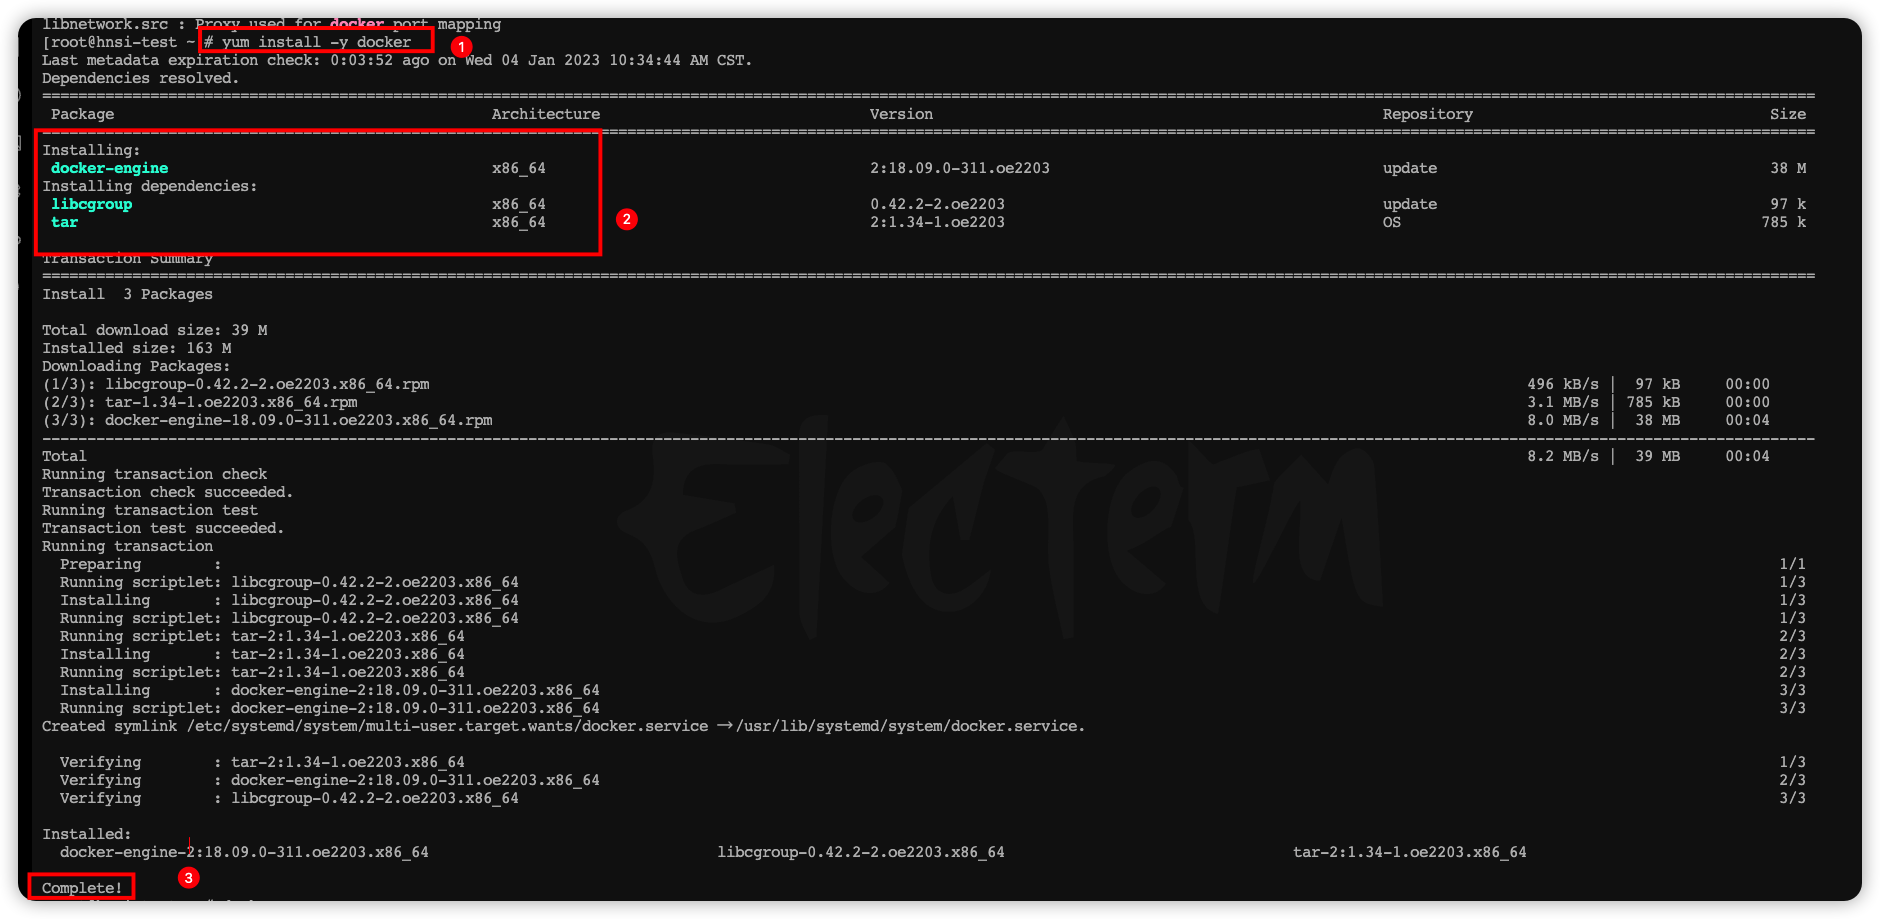 libnetwork.src : Proxy used for docker port mapping
[root@hnsi-test ~]# yum install -y docker
1
Last metadata expiration check: 0:03:52 ago on Wed 04 Jan 2023 10:34:44 AM CST.
Dependencies resolved.
Package Architecture Version Repository Size
Installing:
docker-engine x86_64 2:18.09.0-311.oe2203 update 38 M
Installing dependencies:
libcgroup x86_64 0.42.2-2.oe2203 update 97 k
tar x86_64 2:1.34-1.oe2203 OS 785 k
2
Transaction Summary
Install 3 Packages
Total download size: 39 M
Installed size: 163 M
Downloading Packages:
(1/3): libcgroup-0.42.2-2.oe2203.x86_64.rpm 496 kB/s | 97 kB 00:00
(2/3): tar-1.34-1.oe2203.x86_64.rpm 3.1 MB/s | 785 kB 00:00
(3/3): docker-engine-18.09.0-311.oe2203.x86_64.rpm 8.0 MB/s | 38 MB 00:04
Total 8.2 MB/s | 39 MB 00:04
Running transaction check
Transaction check succeeded.
Running transaction test
Transaction test succeeded.
Running transaction
Preparing : 1/1
Running scriptlet: libcgroup-0.42.2-2.oe2203.x86_64 1/3
Installing : libcgroup-0.42.2-2.oe2203.x86_64 1/3
Running scriptlet: libcgroup-0.42.2-2.oe2203.x86_64 1/3
Running scriptlet: tar-2:1.34-1.oe2203.x86_64 2/3
Installing : tar-2:1.34-1.oe2203.x86_64 2/3
Running scriptlet: tar-2:1.34-1.oe2203.x86_64 2/3
Installing : docker-engine-2:18.09.0-311.oe2203.x86_64 3/3
Running scriptlet: docker-engine-2:18.09.0-311.oe2203.x86_64 3/3
Created symlink /etc/systemd/system/multi-user.target.wants/docker.service → /usr/lib/systemd/system/docker.service.
Verifying : tar-2:1.34-1.oe2203.x86_64 1/3
Verifying : docker-engine-2:18.09.0-311.oe2203.x86_64 2/3
Verifying : libcgroup-0.42.2-2.oe2203.x86_64 3/3
Installed:
docker-engine-2:18.09.0-311.oe2203.x86_64 libcgroup-0.42.2-2.oe2203.x86_64 tar-2:1.34-1.oe2203.x86_64
3
Complete!
Electerm